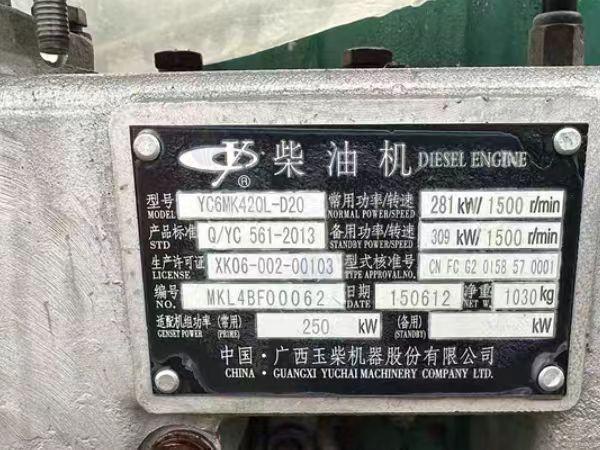 ® 柴油机 DIESEL ENGINE
型号 MODEL YC6MK420L-D20 常用功率/转速 NORMAL POWER/SPEED 281 kW/ 1500 r/min
产品标准 STD Q/YC 561-2013 备用功率/转速 STANDBY POWER/SPEED 309 kW/ 1500 r/min
生产许可证 LICENSE XK06-002-00103 型式核准号 TYPE APPROVAL NO. CN FC G2 0158 57 0001
编号 NO. MKL4BF00062 日期 DATE 150612 净重 NET W. 1030 kg
适配机组功率 GENSET POWER (常用) (PRIME) 250 kW (备用) (STANDBY) kW
中国·广西玉柴机器股份有限公司
CHINA · GUANGXI YUCHAI MACHINERY COMPANY LTD.